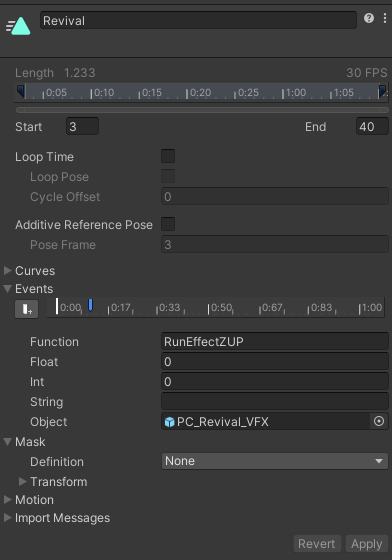 Revival
Length 1.233 30 FPS
0:05 0:10 0:15 0:20 0:25 1:00 1:05
Start 3 End 40
Loop Time
Loop Pose
Cycle Offset 0
Additive Reference Pose
Pose Frame 3
Curves
Events
0:00 0:17 0:33 0:50 0:67 0:83 1:00
Function RunEffectZUP
Float 0
Int 0
String
Object PC_Revival_VFX
Mask
Definition None
Transform
Motion
Import Messages
Revert Apply